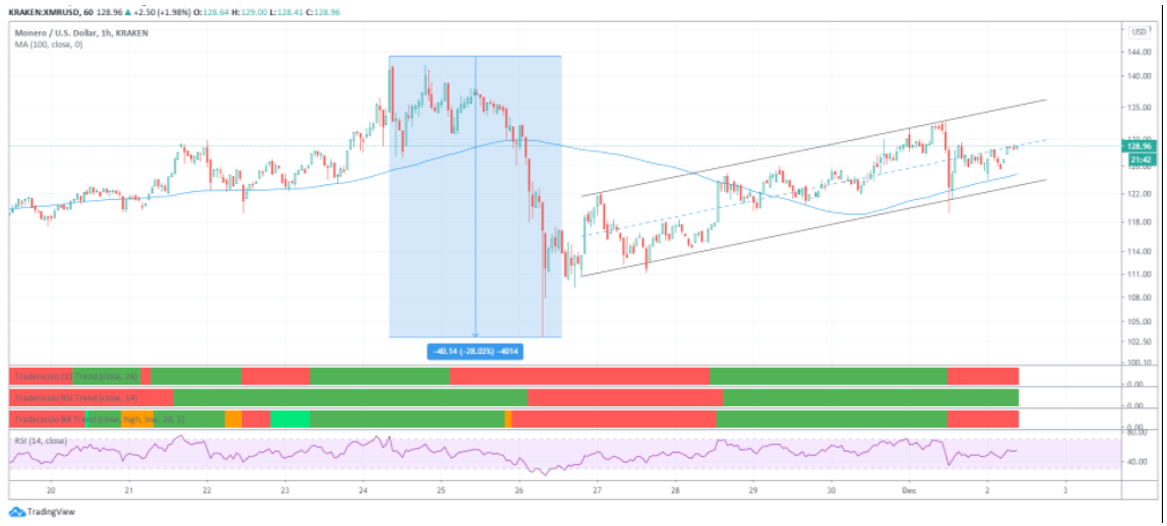 KRAKEN:XMRUSD, 60 128.96 ▲ +2.50 (+1.98%) O:128.64 H:129.00 L:128.41 C:128.96
Monero / U.S. Dollar, 1h, KRAKEN
MA (100, close, 0)
USD
144.00
140.00
135.00
130.00
128.96
21:42
126.00
122.00
118.00
114.00
111.00
108.00
105.00
102.50
100.10
-40.14 (-28.02%) -4014
Traderscolo CCI Trend (close, 26)
0.00
Traderscolo RSI Trend (close, 14)
0.00
Traderscolo BB Trend (close, high, low, 20, 2)
0.00
RSI (14, close)
80.00
40.00
20 21 22 23 24 25 26 27 28 29 30 Dec 2 3
TradingView